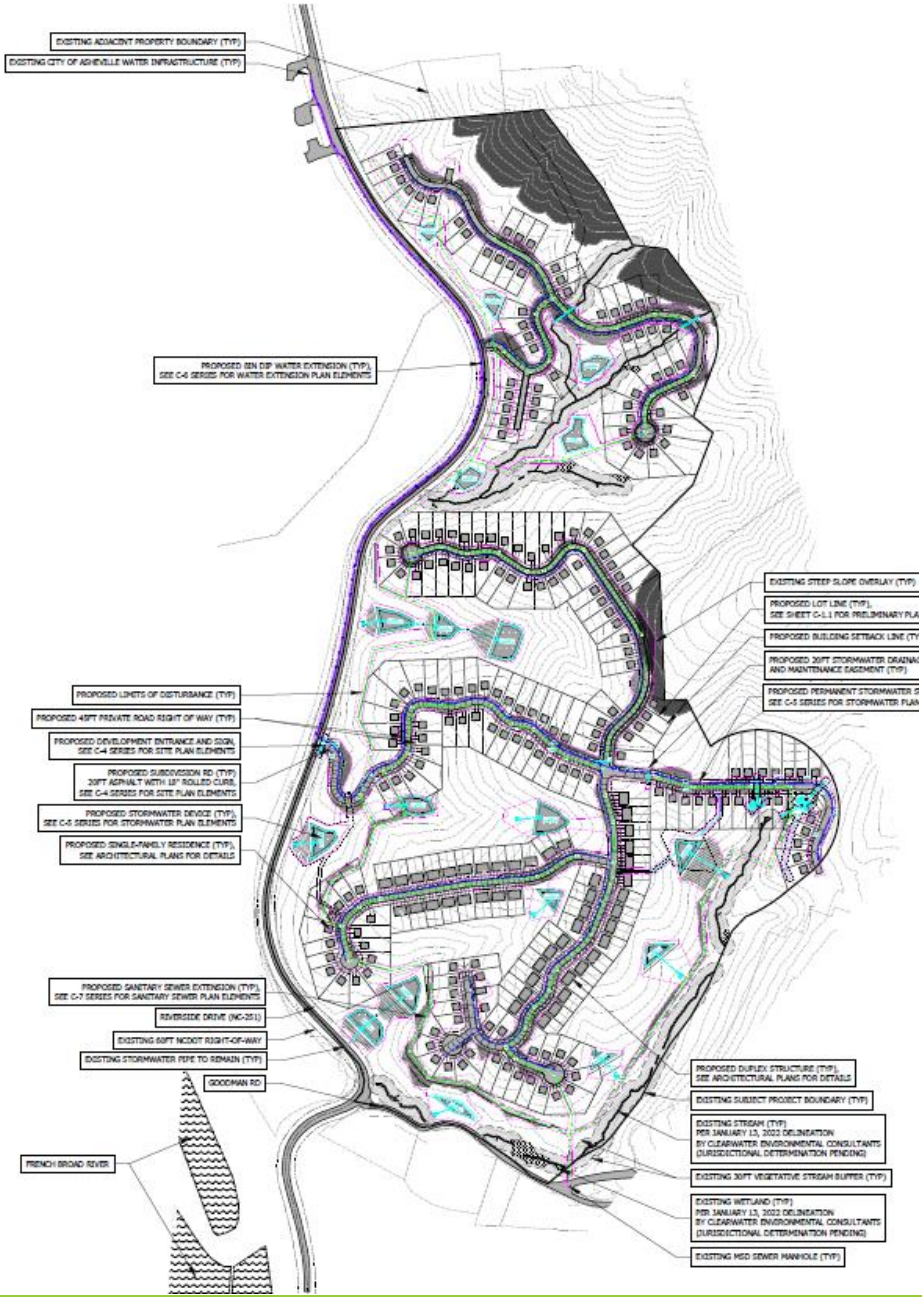 EXISTING ADJACENT PROPERTY BOUNDARY (TYP)
EXISTING CITY OF ASHEVILLE WATER INFRASTRUCTURE (TYP)
PROPOSED 8IN DIP WATER EXTENSION (TYP),
SEE C-6 SERIES FOR WATER EXTENSION PLAN ELEMENTS
EXISTING STEEP SLOPE OVERLAY (TYP)
PROPOSED LOT LINE (TYP),
SEE SHEET C-1.1 FOR PRELIMINARY PLA
PROPOSED BUILDING SETBACK LINE (TY
PROPOSED 20FT STORMWATER DRAINAG
AND MAINTENANCE EASEMENT (TYP)
PROPOSED PERMANENT STORMWATER D
SEE C-5 SERIES FOR STORMWATER PLAN
PROPOSED LIMITS OF DISTURBANCE (TYP)
PROPOSED 45FT PRIVATE ROAD RIGHT OF WAY (TYP)
PROPOSED DEVELOPMENT ENTRANCE AND SIGN,
SEE C-4 SERIES FOR SITE PLAN ELEMENTS
PROPOSED SUBDIVISION RD (TYP)
20FT ASPHALT WITH 18" ROLLED CURB,
SEE C-4 SERIES FOR SITE PLAN ELEMENTS
PROPOSED STORMWATER DEVICE (TYP),
SEE C-5 SERIES FOR STORMWATER PLAN ELEMENTS
PROPOSED SINGLE-FAMILY RESIDENCE (TYP),
SEE ARCHITECTURAL PLANS FOR DETAILS
PROPOSED SANITARY SEWER EXTENSION (TYP),
SEE C-7 SERIES FOR SANITARY SEWER PLAN ELEMENTS
RIVERSIDE DRIVE (NC-251)
EXISTING 60FT NCDOT RIGHT-OF-WAY
EXISTING STORMWATER PIPE TO REMAIN (TYP)
GOODMAN RD
FRENCH BROAD RIVER
PROPOSED DUPLEX STRUCTURE (TYP),
SEE ARCHITECTURAL PLANS FOR DETAILS
EXISTING SUBJECT PROJECT BOUNDARY (TYP)
EXISTING STREAM (TYP)
PER JANUARY 13, 2022 DELINEATION
BY CLEARWATER ENVIRONMENTAL CONSULTANTS
(JURISDICTIONAL DETERMINATION PENDING)
EXISTING 30FT VEGETATIVE STREAM BUFFER (TYP)
EXISTING WETLAND (TYP)
PER JANUARY 13, 2022 DELINEATION
BY CLEARWATER ENVIRONMENTAL CONSULTANTS
(JURISDICTIONAL DETERMINATION PENDING)
EXISTING MSD SEWER MANHOLE (TYP)